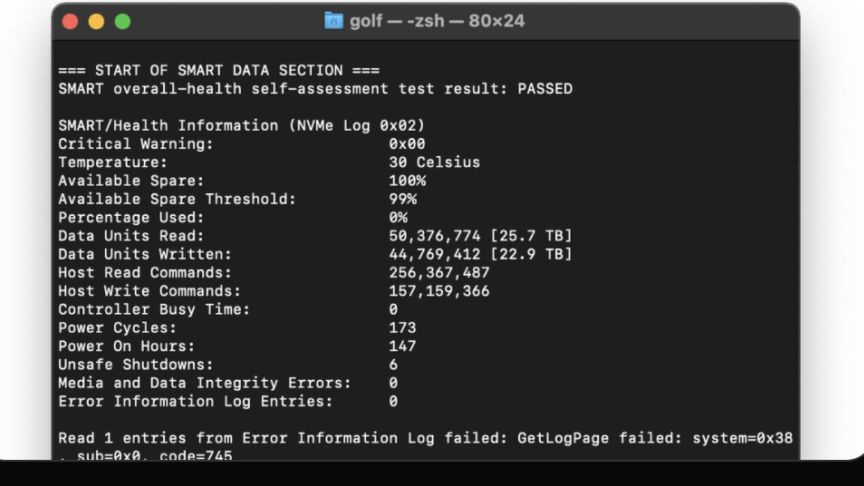 golf — -zsh — 80×24
=== START OF SMART DATA SECTION ===
SMART overall-health self-assessment test result: PASSED
SMART/Health Information (NVMe Log 0x02)
Critical Warning: 0x00
Temperature: 30 Celsius
Available Spare: 100%
Available Spare Threshold: 99%
Percentage Used: 0%
Data Units Read: 50,376,774 [25.7 TB]
Data Units Written: 44,769,412 [22.9 TB]
Host Read Commands: 256,367,487
Host Write Commands: 157,159,366
Controller Busy Time: 0
Power Cycles: 173
Power On Hours: 147
Unsafe Shutdowns: 6
Media and Data Integrity Errors: 0
Error Information Log Entries: 0
Read 1 entries from Error Information Log failed: GetLogPage failed: system=0x38
, sub=0x0, code=745